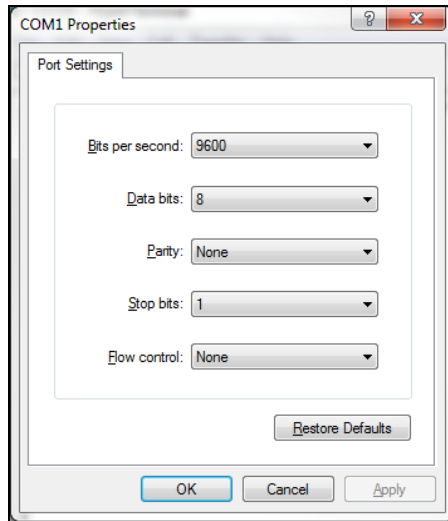 COM1 Properties
Port Settings
Bits per second: 9600
Data bits: 8
Parity: None
Stop bits: 1
Flow control: None
Restore Defaults
OK Cancel Apply